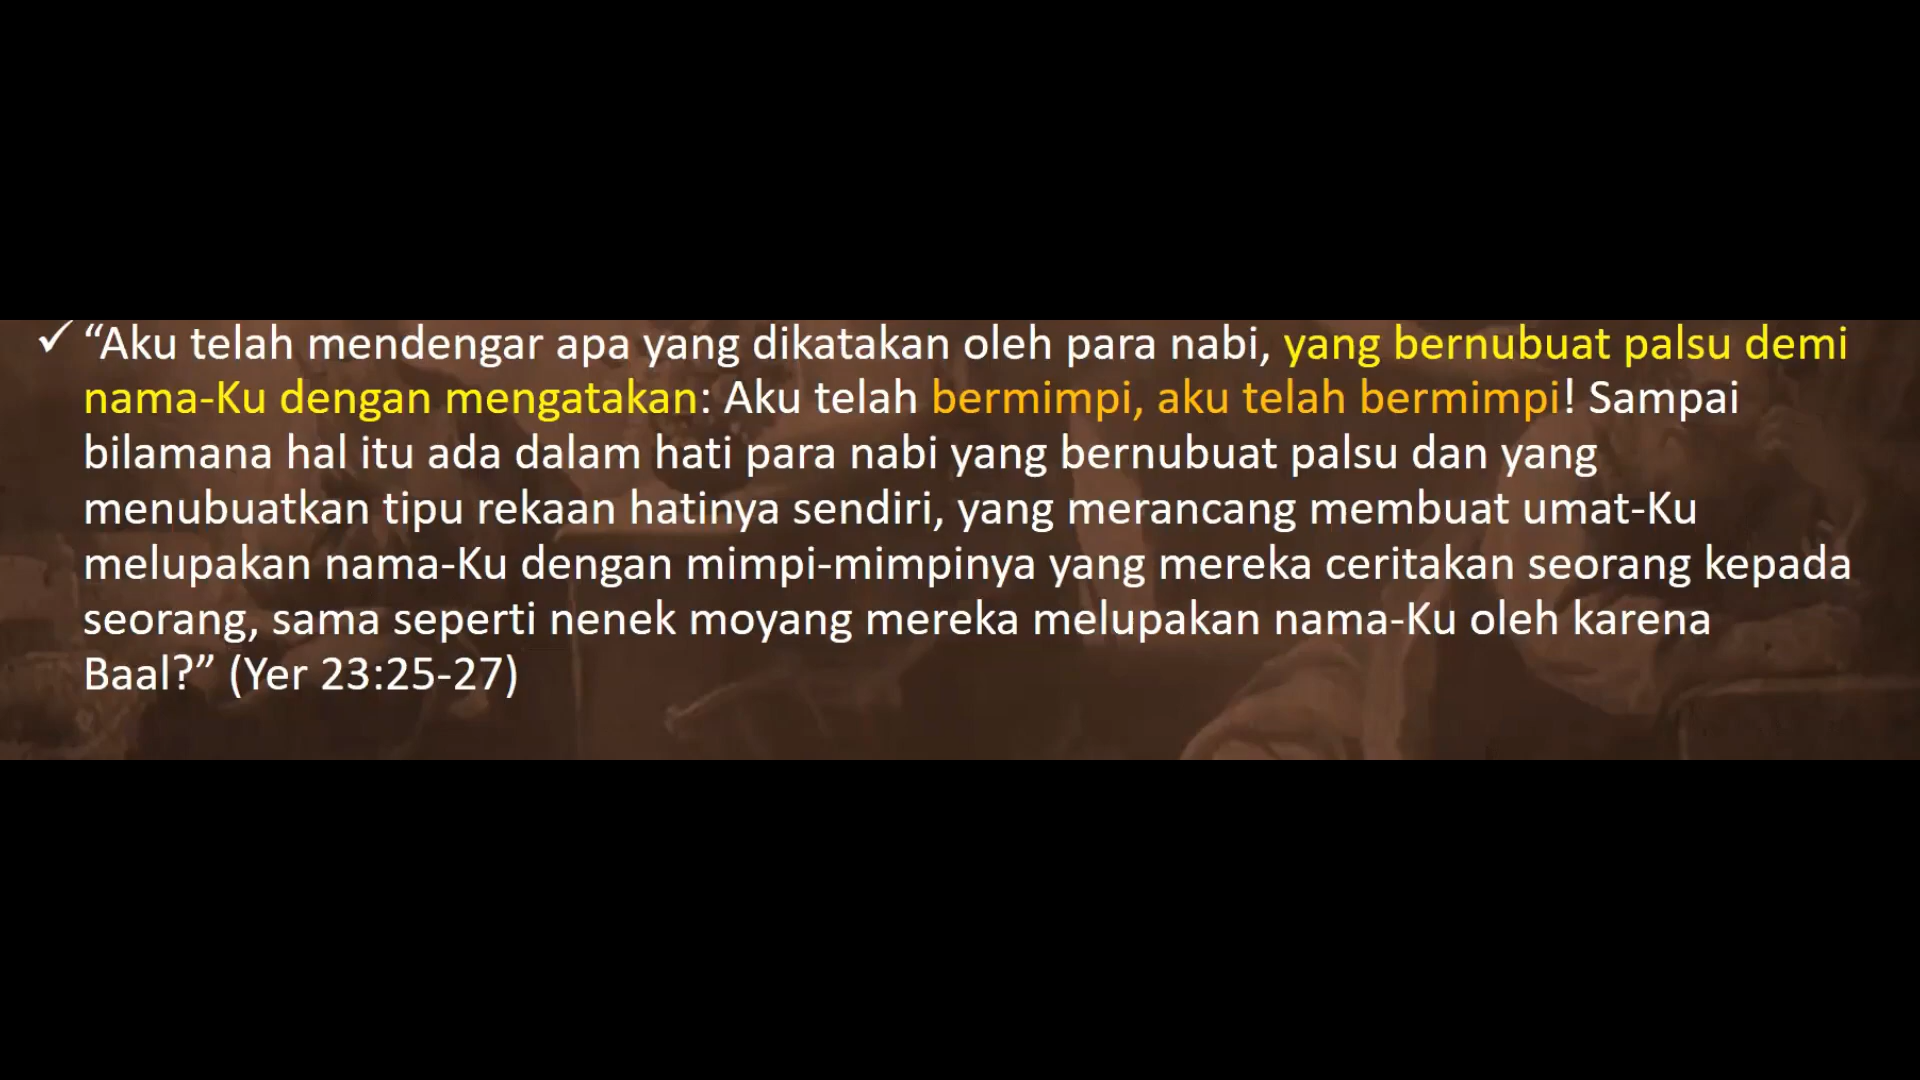 ✓ “Aku telah mendengar apa yang dikatakan oleh para nabi, yang bernubuat palsu demi
nama-Ku dengan mengatakan: Aku telah bermimpi, aku telah bermimpi! Sampai
bilamana hal itu ada dalam hati para nabi yang bernubuat palsu dan yang
menubuatkan tipu rekaan hatinya sendiri, yang merancang membuat umat-Ku
melupakan nama-Ku dengan mimpi-mimpinya yang mereka ceritakan seorang kepada
seorang, sama seperti nenek moyang mereka melupakan nama-Ku oleh karena
Baal?” (Yer 23:25-27)